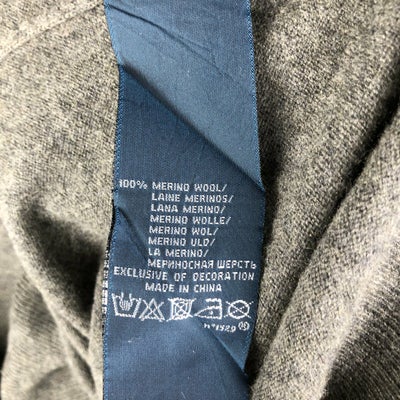 100% MERINO WOOL/
LAINE MERINOS/
LANA MERINO/
MERINO WOLLE/
MERINO WOL/
MERINO ULD/
LA MERINO/
МЕРИНОСНАЯ ШЕРСТЬ
EXCLUSIVE OF DECORATION
MADE IN CHINA